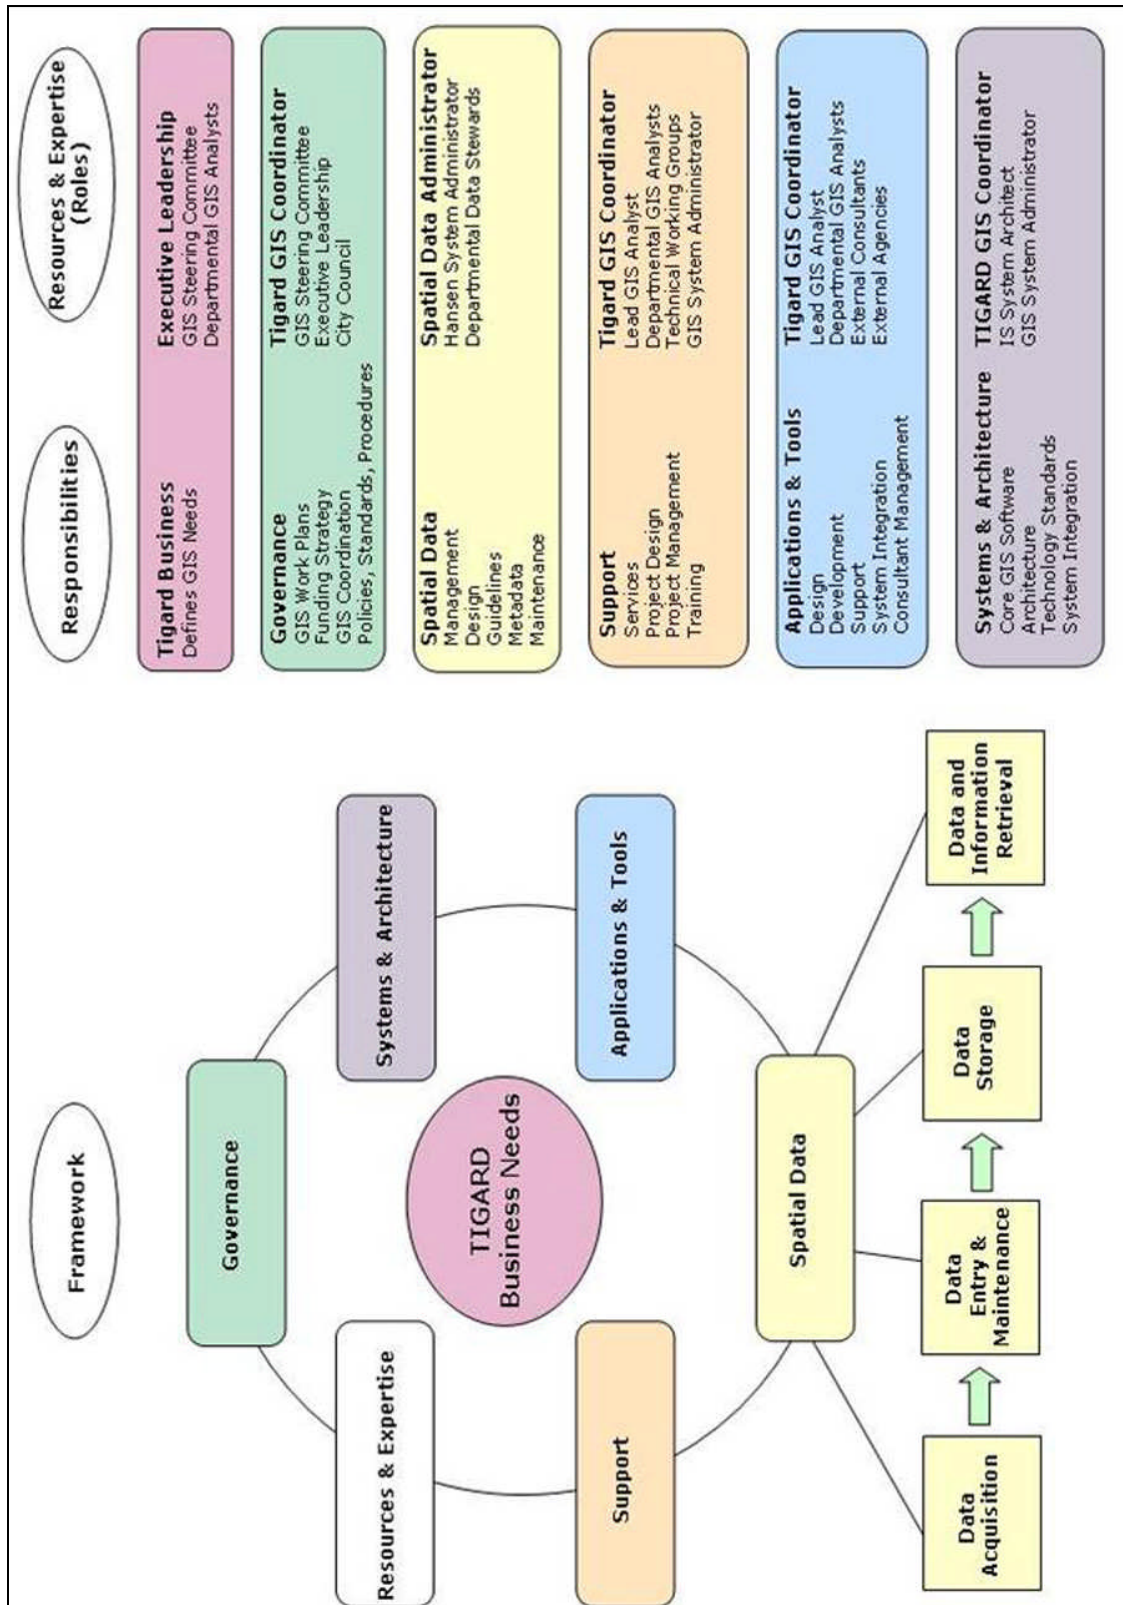 Framework
Governance
Resources & Expertise
Systems & Architecture
TIGARD
Business Needs
Support
Applications & Tools
Spatial Data
Data
Acquisition
Data
Entry &
Maintenance
Data
Storage
Data and
Information
Retrieval
Responsibilities
Resources & Expertise
(Roles)
Tigard Business
Defines GIS Needs
Executive Leadership
GIS Steering Committee
Departmental GIS Analysts
Governance
GIS Work Plans
Funding Strategy
GIS Coordination
Policies, Standards, Procedures
Tigard GIS Coordinator
GIS Steering Committee
Executive Leadership
City Council
Spatial Data
Management
Design
Guidelines
Metadata
Maintenance
Spatial Data Administrator
Hansen System Administrator
Departmental Data Stewards
Support
Services
Project Design
Project Management
Training
Tigard GIS Coordinator
Lead GIS Analyst
Departmental GIS Analysts
Technical Working Groups
GIS System Administrator
Applications & Tools
Design
Development
Support
System Integration
Consultant Management
Tigard GIS Coordinator
Lead GIS Analyst
Departmental GIS Analysts
External Consultants
External Agencies
Systems & Architecture
Core GIS Software
Architecture
Technology Standards
System Integration
TIGARD GIS Coordinator
IS System Architect
GIS System Administrator